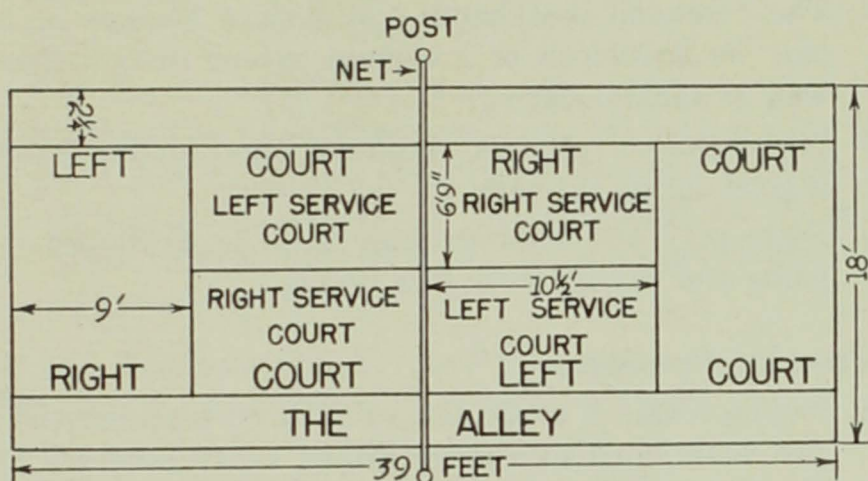 POST
NET
2¼'
LEFT COURT RIGHT COURT
LEFT SERVICE COURT
6'9"
RIGHT SERVICE COURT
18'
9'
RIGHT SERVICE COURT
10½'
LEFT SERVICE COURT
RIGHT COURT LEFT COURT
THE ALLEY
39 FEET